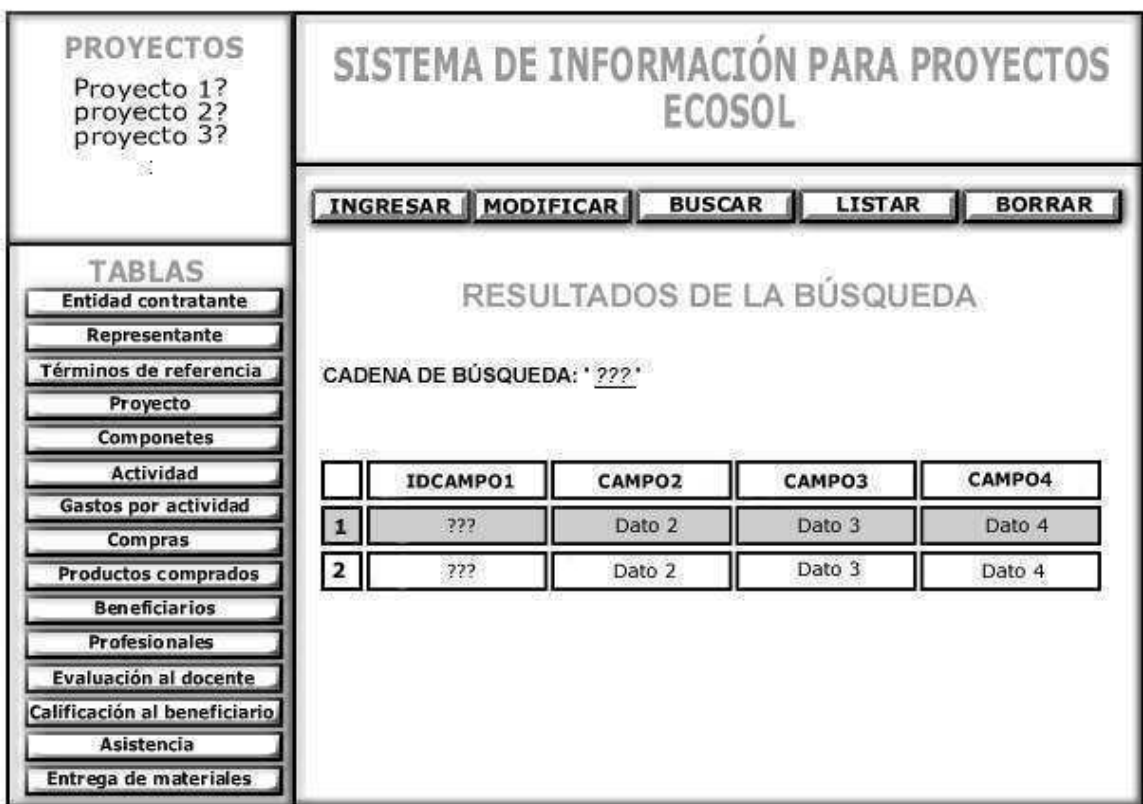 PROYECTOS
Proyecto 1?
proyecto 2?
proyecto 3?
SISTEMA DE INFORMACIÓN PARA PROYECTOS
ECOSOL
INGRESAR MODIFICAR BUSCAR LISTAR BORRAR
TABLAS
Entidad contratante
Representante
Términos de referencia
Proyecto
Componetes
Actividad
Gastos por actividad
Compras
Productos comprados
Beneficiarios
Profesionales
Evaluación al docente
Calificación al beneficiario
Asistencia
Entrega de materiales
RESULTADOS DE LA BÚSQUEDA
CADENA DE BÚSQUEDA: ' ??? '
IDCAMPO1 CAMPO2 CAMPO3 CAMPO4
1 ??? Dato 2 Dato 3 Dato 4
2 ??? Dato 2 Dato 3 Dato 4